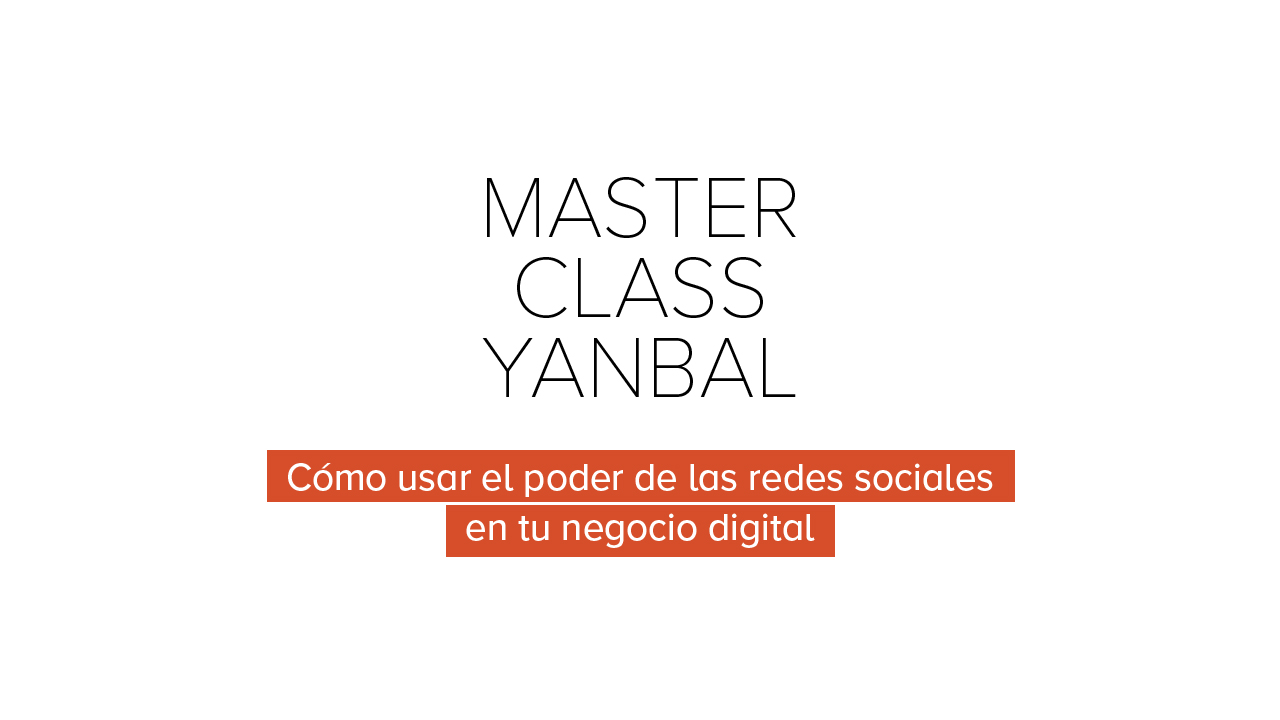 MASTER
CLASS
YANBAL
Cómo usar el poder de las redes sociales
en tu negocio digital